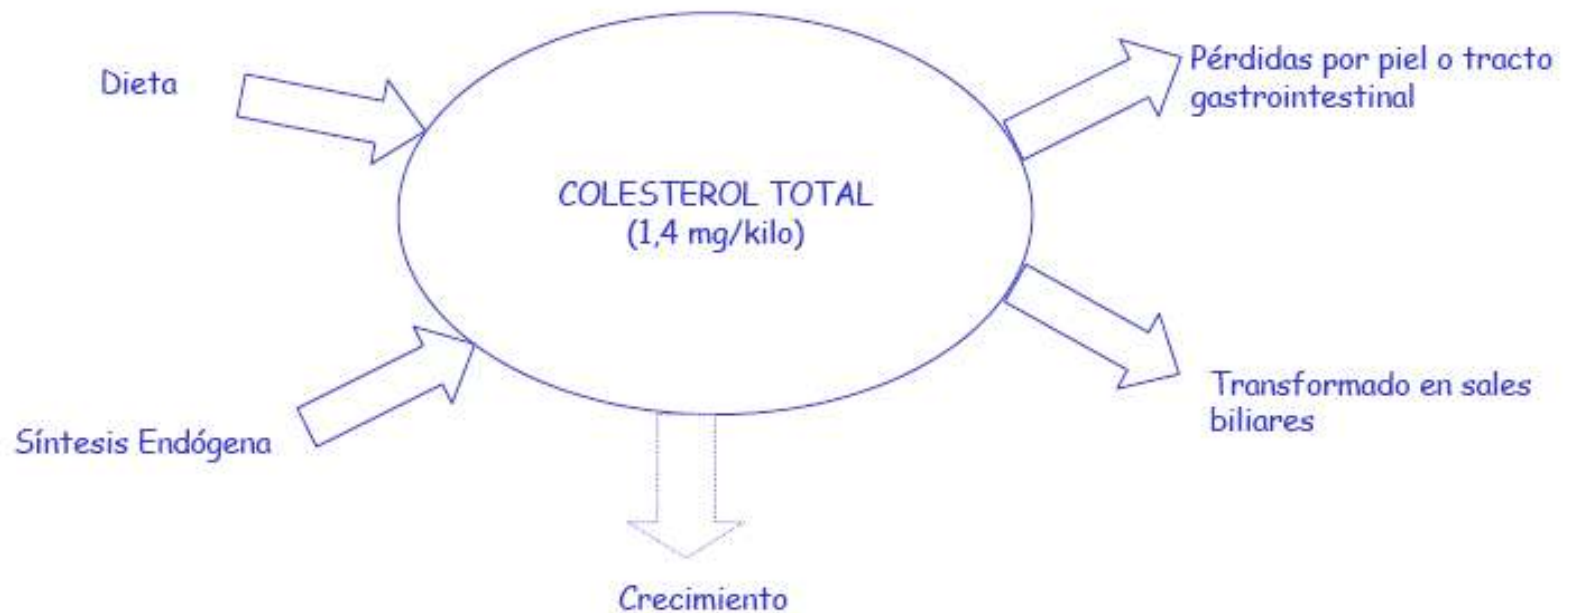 Dieta
Pérdidas por piel o tracto
gastrointestinal
COLESTEROL TOTAL
(1,4 mg/kilo)
Transformado en sales
biliares
Síntesis Endógena
Crecimiento